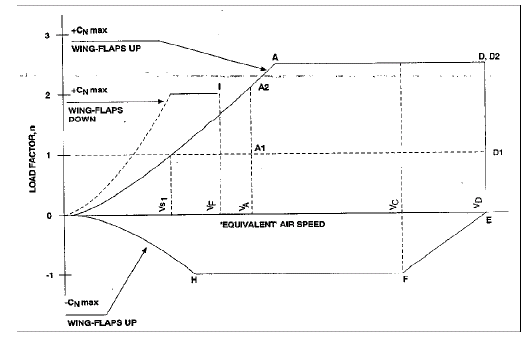 +CN max
WING-FLAPS UP
3
A
D, D2
+CN max
I
A2
2
WING-FLAPS
DOWN
LOAD FACTOR, n
A1
D1
1
VS1
VF
VA
VC
VD
0
'EQUIVALENT' AIR SPEED
E
-1
H
F
-CN max
WING-FLAPS UP